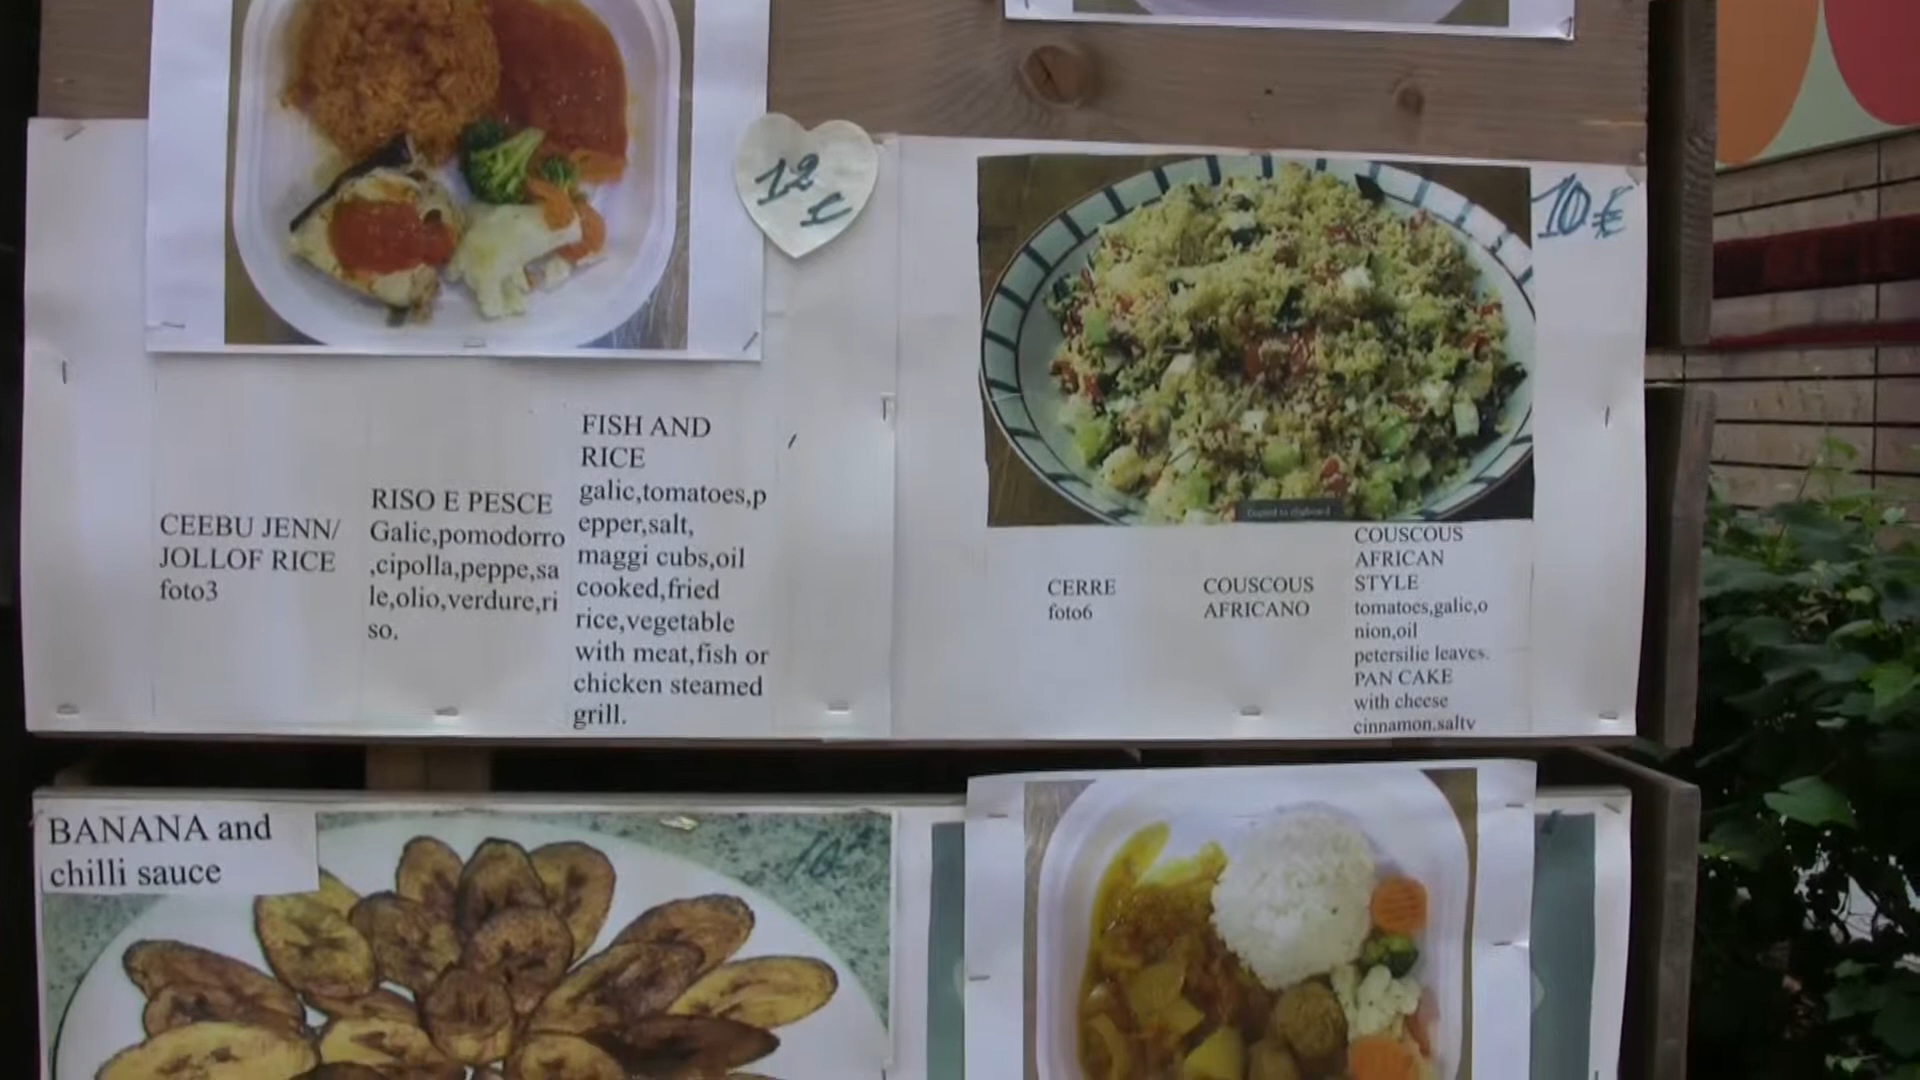 12 €
10 €
CEEBU JENN/
JOLLOF RICE
foto3
RISO E PESCE
Galic,pomodorro
,cipolla,peppe,sa
le,olio,verdure,ri
so.
FISH AND
RICE
galic,tomatoes,p
epper,salt,
maggi cubs,oil
cooked,fried
rice,vegetable
with meat,fish or
chicken steamed
grill.
Copied to clipboard
CERRE
foto6
COUSCOUS
AFRICANO
COUSCOUS
AFRICAN
STYLE
tomatoes,galic,o
nion,oil
petersilie leaves.
PAN CAKE
with cheese
cinnamon,salty
BANANA and
chilli sauce